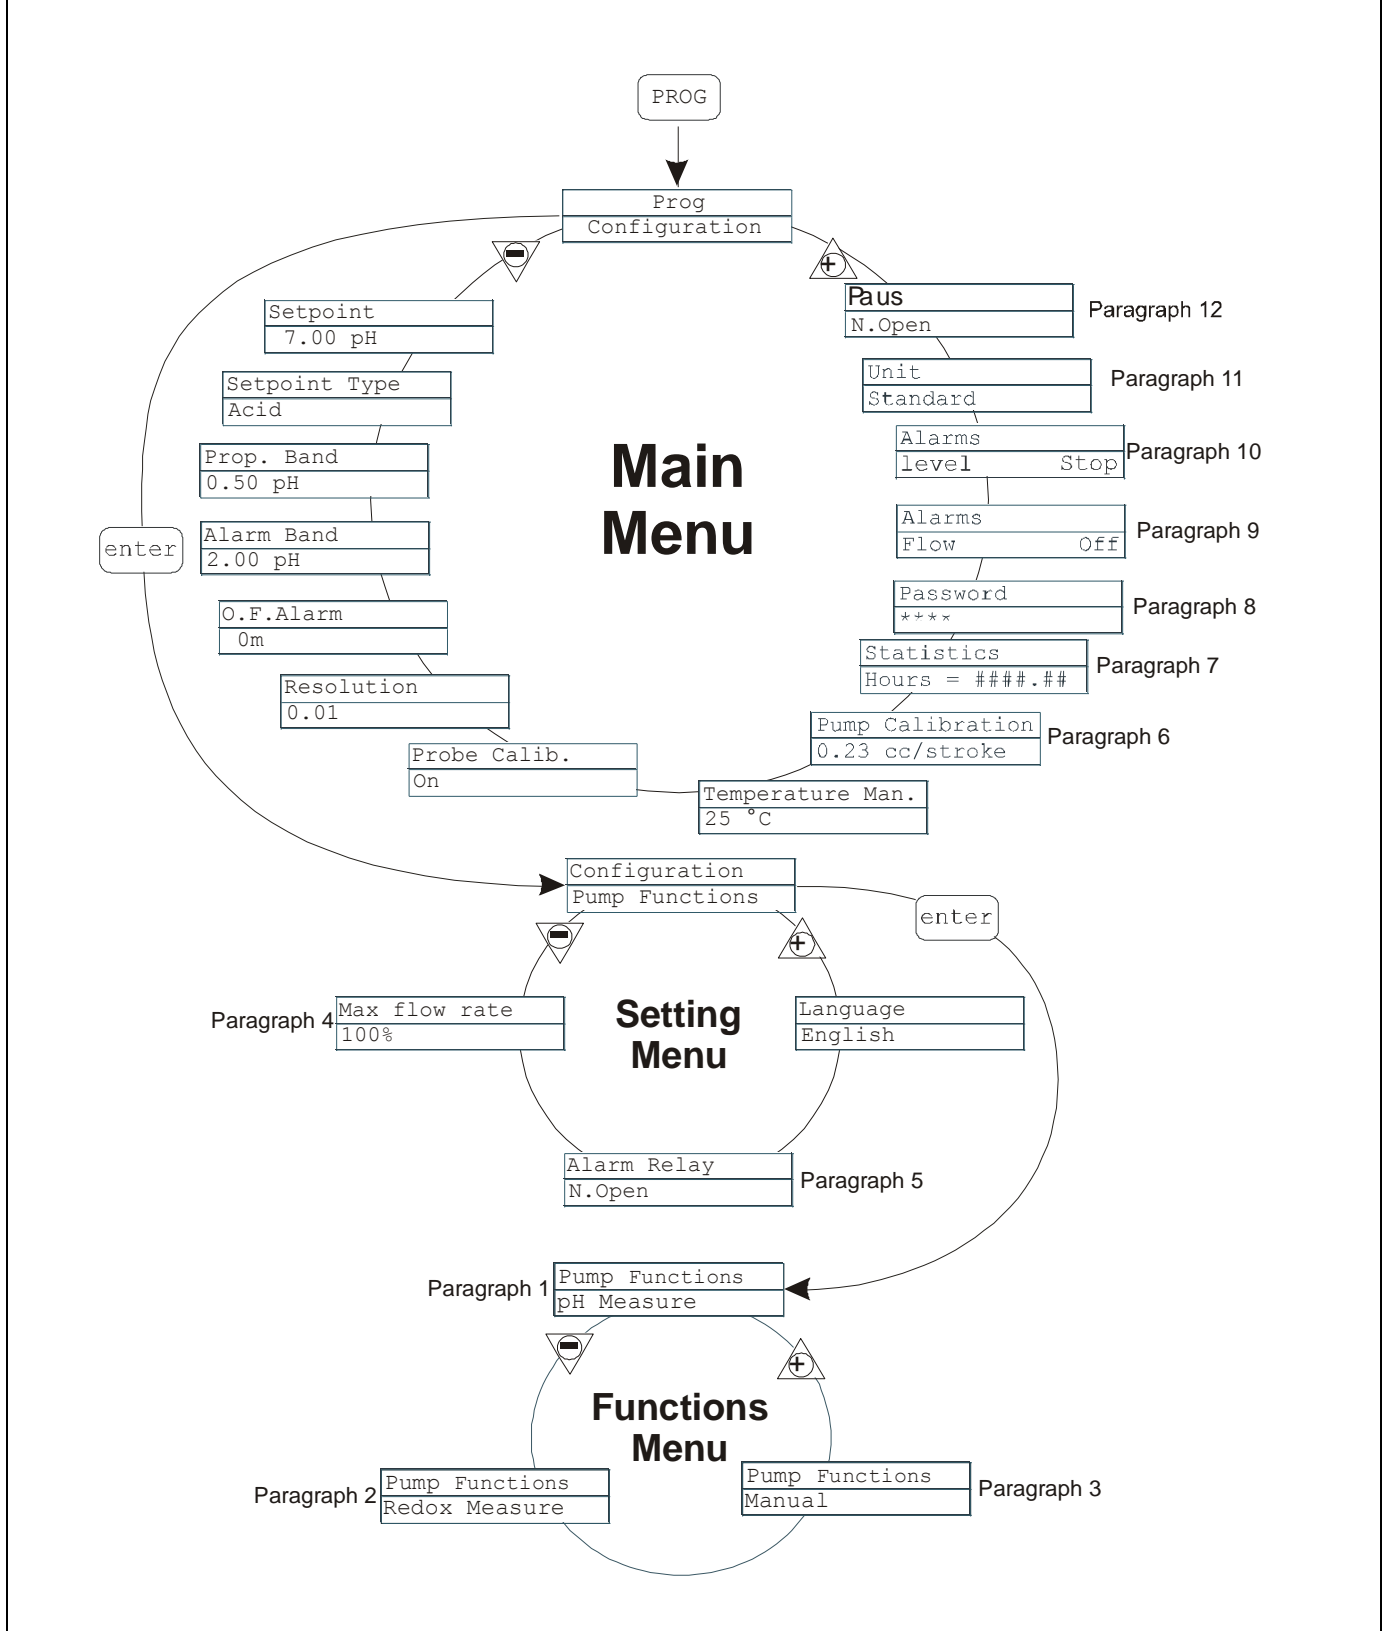 PROG
Prog
Configuration
Setpoint
7.00 pH
Setpoint Type
Acid
Prop. Band
0.50 pH
Alarm Band
2.00 pH
O.F.Alarm
0m
Resolution
0.01
Probe Calib.
On
Temperature Man.
25 °C
Pump Calibration
0.23 cc/stroke
Paragraph 6
Statistics
Hours = ####.##
Paragraph 7
Password
****
Paragraph 8
Alarms
Flow Off
Paragraph 9
Alarms
level Stop
Paragraph 10
Unit
Standard
Paragraph 11
Paus
N.Open
Paragraph 12
Main
Menu
enter
Configuration
Pump Functions
enter
Paragraph 4
Max flow rate
100%
Setting
Menu
Language
English
Alarm Relay
N.Open
Paragraph 5
Paragraph 1
Pump Functions
pH Measure
Functions
Menu
Paragraph 2
Pump Functions
Redox Measure
Pump Functions
Manual
Paragraph 3